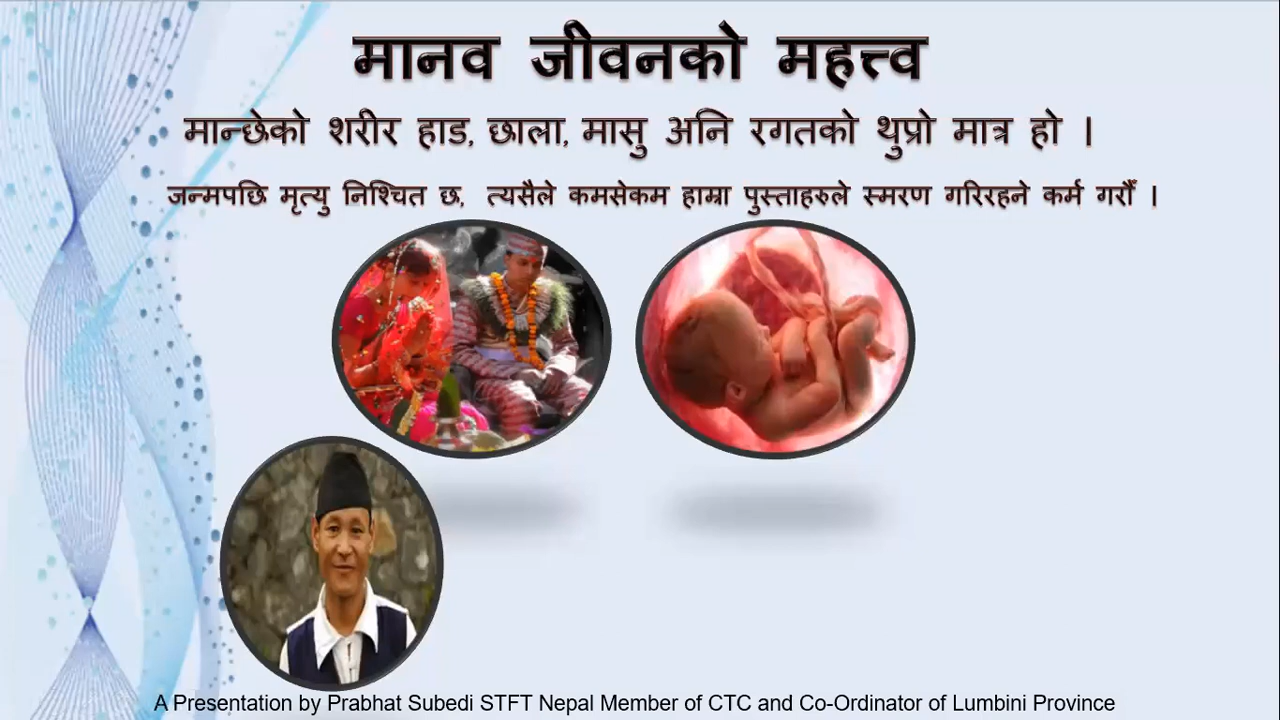 मानव जीवनको महत्त्व
मान्छेको शरीर हाड, छाला, मासु अनि रगतको थुप्रो मात्र हो ।
जन्मपछि मृत्यु निश्चित छ, त्यसैले कमसेकम हाम्रा पुस्ताहरुले स्मरण गरिरहने कर्म गरौँ ।
A Presentation by Prabhat Subedi STFT Nepal Member of CTC and Co-Ordinator of Lumbini Province